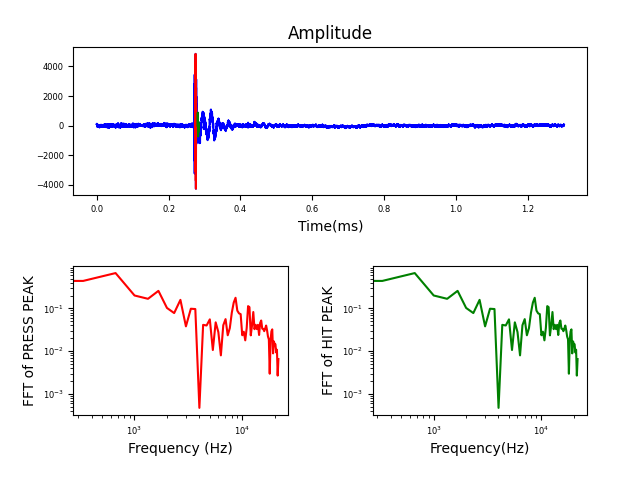 Amplitude
4000
2000
0
−2000
−4000
0.0 0.2 0.4 0.6 0.8 1.0 1.2
Time(ms)
FFT of PRESS PEAK
10⁻¹
10⁻²
10⁻³
10³ 10⁴
Frequency (Hz)
FFT of HIT PEAK
10⁻¹
10⁻²
10⁻³
10³ 10⁴
Frequency(Hz)